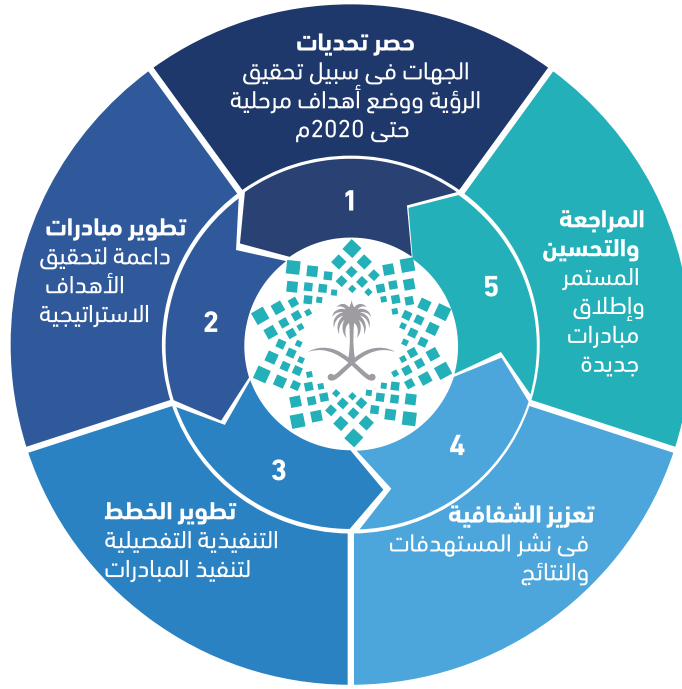 حصر تحديات
الجهات فى سبيل تحقيق
الرؤية ووضع أهداف مرحلية
حتى 2020م
1
تطوير مبادرات
داعمة لتحقيق
الأهداف
الاستراتيجية
2
تطوير الخطط
التنفيذية التفصيلية
لتنفيذ المبادرات
3
تعزيز الشفافية
فى نشر المستهدفات
والنتائج
4
المراجعة
والتحسين
المستمر
وإطلاق
مبادرات
جديدة
5